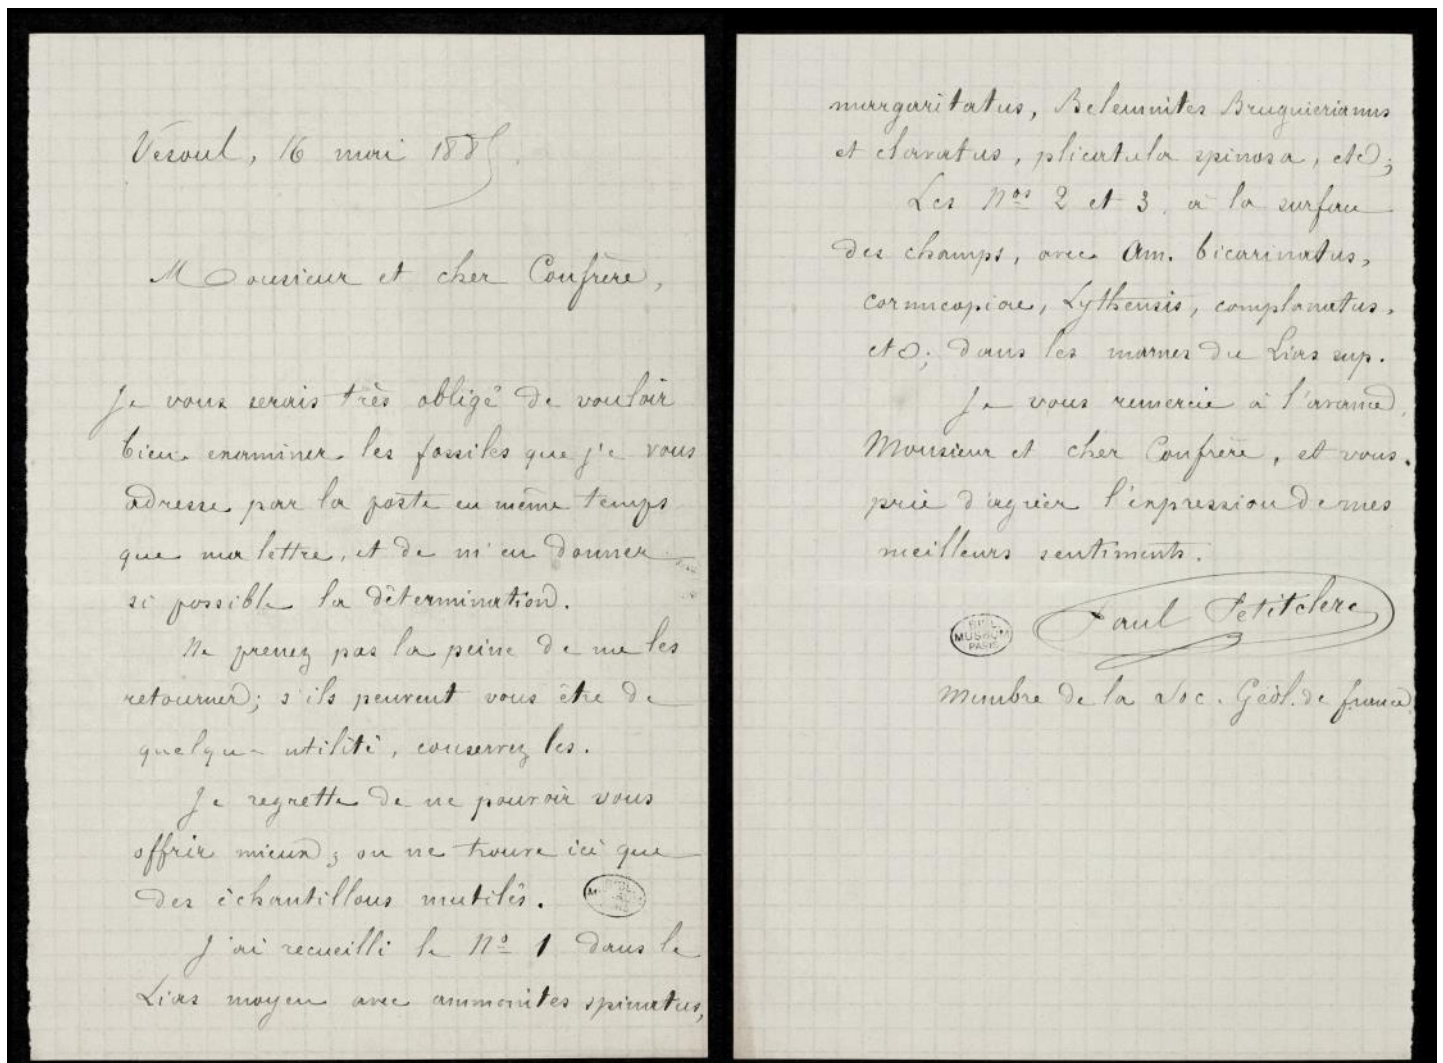 Vesoul, 16 mai 1885.
Monsieur et cher Confrère,
Je vous serais très obligé de vouloir
bien examiner les fossiles que je vous
adresse par la poste en même temps
que ma lettre, et de m'en donner
si possible la détermination.
Ne prenez pas la peine de me les
retourner; s'ils peuvent vous être de
quelque utilité, conservez les.
Je regrette de ne pouvoir vous
offrir mieux; on ne trouve ici que
des échantillons mutilés.
J'ai recueilli le Nº 1 dans le
Lias moyen avec ammonites spinatus,
margaritatus, Belemnites Bruguierianus
et clavatus, plicatula spinosa, etc;
Les Nos 2 et 3, à la surface
des champs, avec Am. bicarinatus,
cornucopiae, Lythensis, complanatus,
etc; dans les marnes du Lias sup.
Je vous remercie à l'avance,
Monsieur et cher Confrère, et vous
prie d'agréer l'expression de mes
meilleurs sentiments.
Paul Petitclerc
BIBL.
MUSEUM
PARIS
Membre de la Soc. Géol. de france